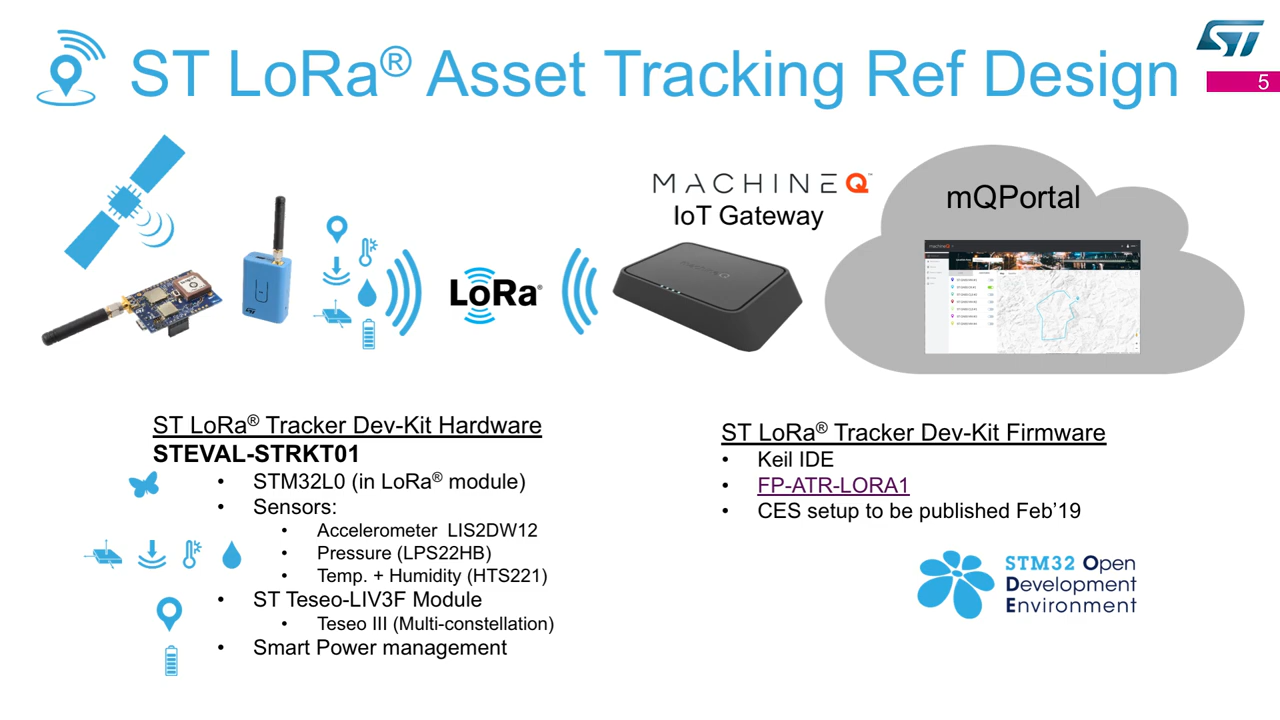 ST LoRa® Asset Tracking Ref Design
ST
5
MACHINEQ™
IoT Gateway
mQPortal
machineQ
LoRa®
ST LoRa® Tracker Dev-Kit Hardware
STEVAL-STRKT01
• STM32L0 (in LoRa® module)
• Sensors:
• Accelerometer LIS2DW12
• Pressure (LPS22HB)
• Temp. + Humidity (HTS221)
• ST Teseo-LIV3F Module
• Teseo III (Multi-constellation)
• Smart Power management
ST LoRa® Tracker Dev-Kit Firmware
• Keil IDE
• FP-ATR-LORA1
• CES setup to be published Feb’19
STM32 Open
Development
Environment